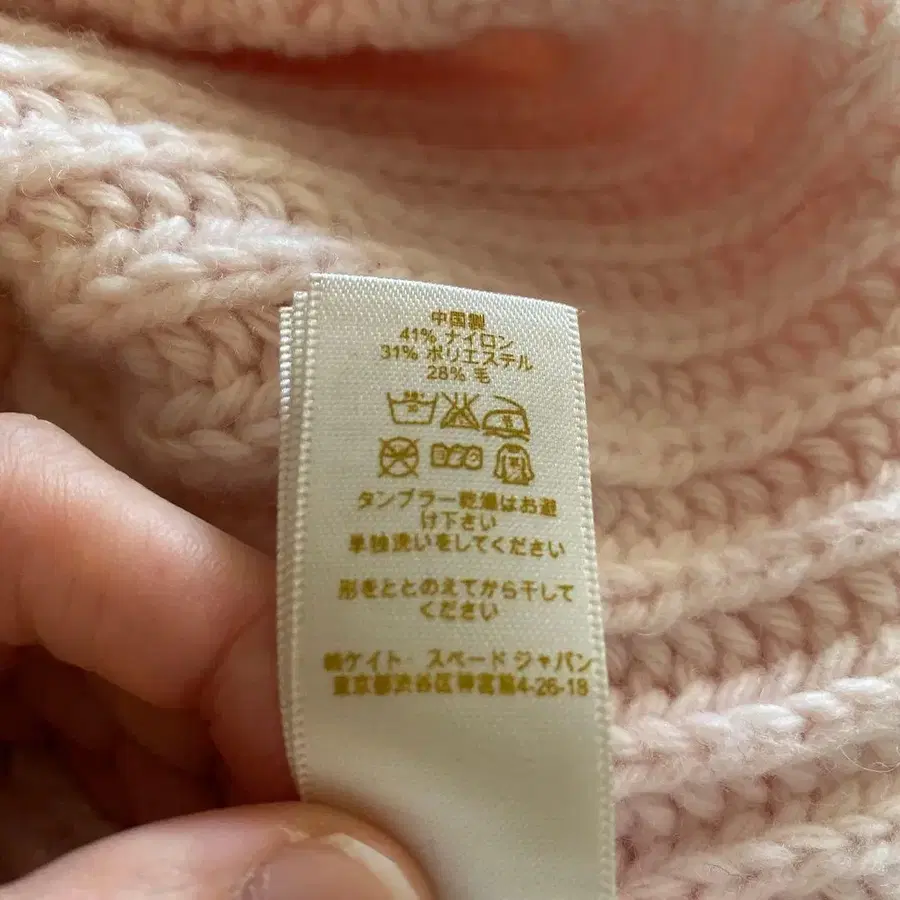 中国製
41% ナイロン
31% ポリエステル
28% 毛
タンブラー乾燥はお避
け下さい
単独洗いをしてください
形をととのえてから干して
ください
ケイト・スペード ジャパン
東京都渋谷区神宮前4-26-18